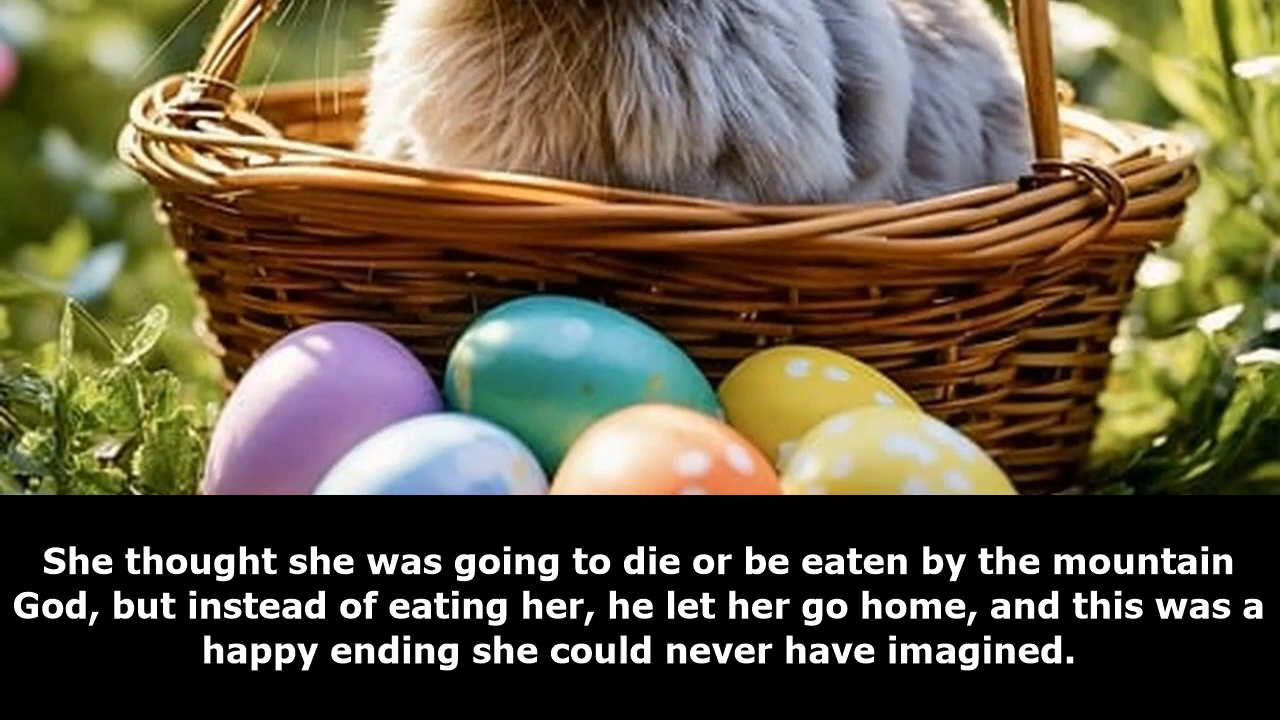 She thought she was going to die or be eaten by the mountain
God, but instead of eating her, he let her go home, and this was a
happy ending she could never have imagined.